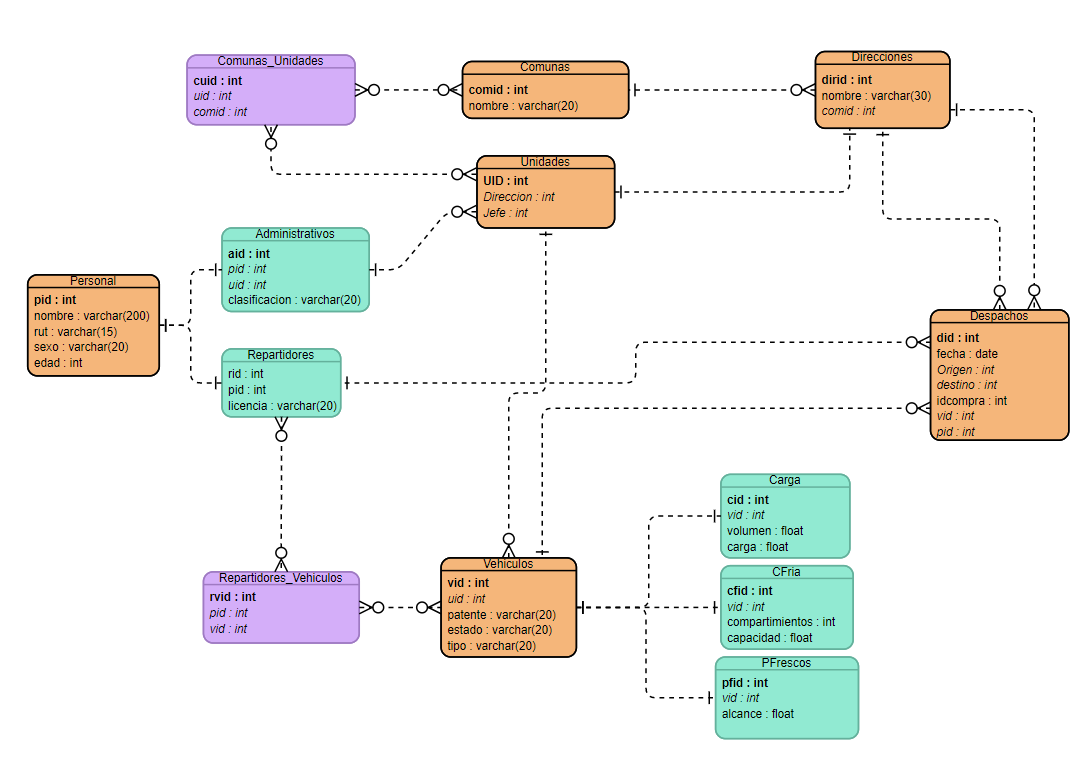 Comunas_Unidades
cuid : int
uid : int
comid : int
Comunas
comid : int
nombre : varchar(20)
Direcciones
dirid : int
nombre : varchar(30)
comid : int
Unidades
UID : int
Direccion : int
Jefe : int
Administrativos
aid : int
pid : int
uid : int
clasificacion : varchar(20)
Personal
pid : int
nombre : varchar(200)
rut : varchar(15)
sexo : varchar(20)
edad : int
Repartidores
rid : int
pid : int
licencia : varchar(20)
Despachos
did : int
fecha : date
Origen : int
destino : int
idcompra : int
vid : int
pid : int
Carga
cid : int
vid : int
volumen : float
carga : float
Repartidores_Vehiculos
rvid : int
pid : int
vid : int
Vehiculos
vid : int
uid : int
patente : varchar(20)
estado : varchar(20)
tipo : varchar(20)
CFria
cfid : int
vid : int
compartimientos : int
capacidad : float
PFrescos
pfid : int
vid : int
alcance : float